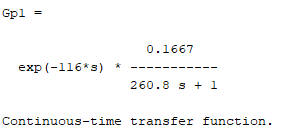 Gp1 =
0.1667
exp(-116*s) * -----------
260.8 s + 1
Continuous-time transfer function.